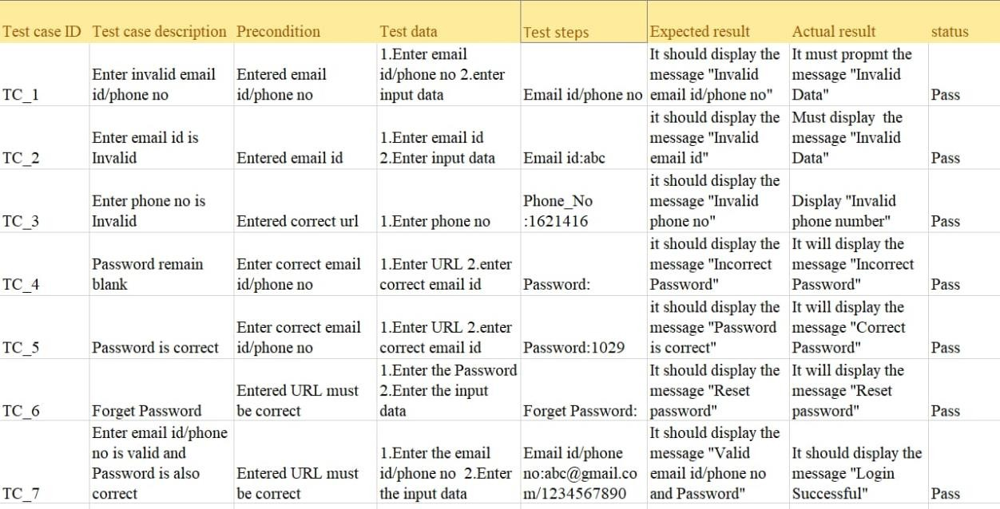 Test case ID Test case description Precondition Test data Test steps Expected result Actual result status
TC_1
Enter invalid email
id/phone no
Entered email
id/phone no
1.Enter email
id/phone no 2.enter
input data
Email id/phone no
It should display the
message "Invalid
email id/phone no"
It must propmt the
message "Invalid
Data"
Pass
TC_2
Enter email id is
Invalid
Entered email id
1.Enter email id
2.Enter input data
Email id:abc
it should display the
message "Invalid
email id"
Must display the
message "Invalid
Data"
Pass
TC_3
Enter phone no is
Invalid
Entered correct url
1.Enter phone no
Phone_No
:1621416
it should display the
message "Invalid
phone no"
Display "Invalid
phone number"
Pass
TC_4
Password remain
blank
Enter correct email
id/phone no
1.Enter URL 2.enter
correct email id
Password:
it should display the
message "Incorrect
Password"
It will display the
message "Incorrect
Password"
Pass
TC_5
Password is correct
Enter correct email
id/phone no
1.Enter URL 2.enter
correct email id
Password:1029
it should display the
message "Password
is correct"
It will display the
message "Correct
Password"
Pass
TC_6
Forget Password
Entered URL must
be correct
1.Enter the Password
2.Enter the input
data
Forget Password:
It should display the
message "Reset
password"
It will display the
message "Reset
password"
Pass
TC_7
Enter email id/phone
no is valid and
Password is also
correct
Entered URL must
be correct
1.Enter the email
id/phone no 2.Enter
the input data
Email id/phone
no:abc@gmail.co
m/1234567890
It should display the
message "Valid
email id/phone no
and Password"
It should display the
message "Login
Successful"
Pass